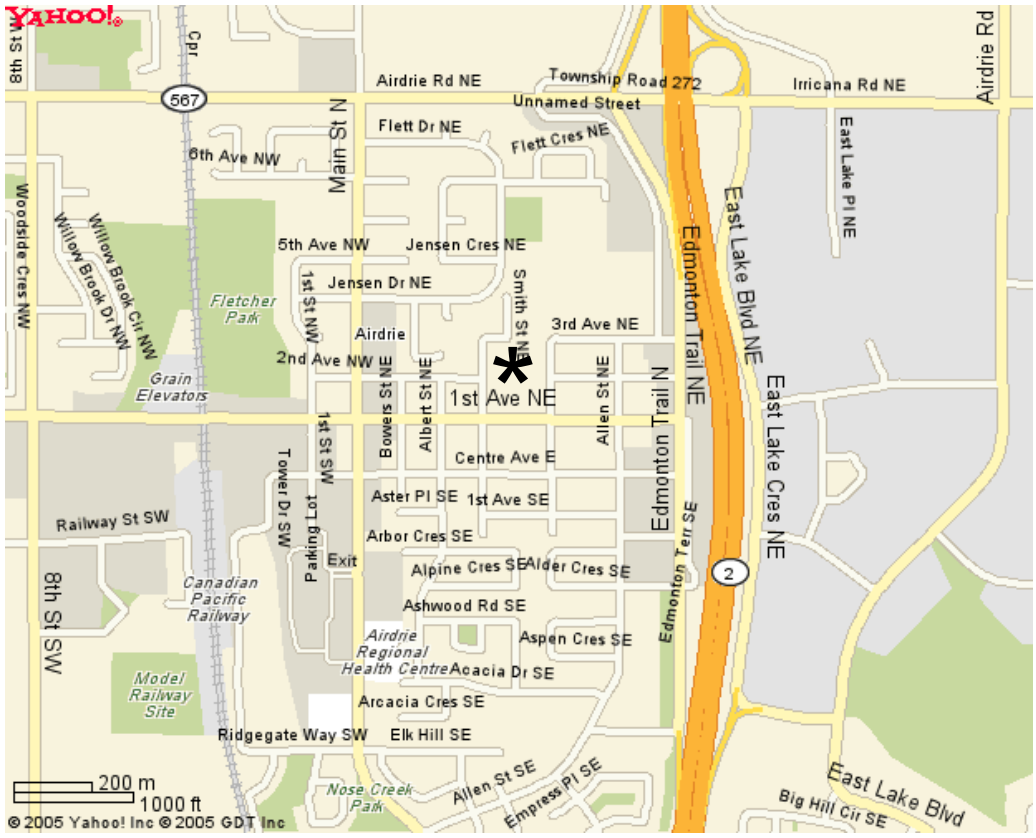 YAHOO!®
W St S 8th
Cpr
567
Airdrie Rd NE
Township Road 272
Irricana Rd NE
Airdrie Rd
Unnamed Street
Main St N
Flett Dr NE
Flett Cres NE
6th Ave NW
East Lake Pl NE
Woodside Cres NW
Willow Brook Dr NW
Willow Brook Cir NW
5th Ave NW
Jensen Cres NE
Edmonton Trail NE
East Lake Blvd NE
1st St NW
Jensen Dr NE
Smith St NE
Fletcher
Park
Airdrie
3rd Ave NE
2nd Ave NW
*
Grain
Elevators
Bowers St NE
Albert St NE
1st Ave NE
Allen St NE
Edmonton Trail N
East Lake Cres NE
1st St SW
Tower Dr SW
Centre Ave E
Aster Pl SE
1st Ave SE
Railway St SW
Parking Lot
Arbor Cres SE
Exit
Alpine Cres SE
Alder Cres SE
Edmonton Terr SE
2
8th St SW
Canadian
Pacific
Railway
Ashwood Rd SE
Airdrie
Regional
Health Centre
Aspen Cres SE
Acacia Dr SE
Model
Railway
Site
Arcacia Cres SE
Ridgegate Way SW
Elk Hill SE
Allen St SE
Empress Pl SE
Nose Creek
Park
East Lake Blvd
Big Hill Cir SE
200 m
1000 ft
© 2005 Yahoo! Inc © 2005 GDT Inc